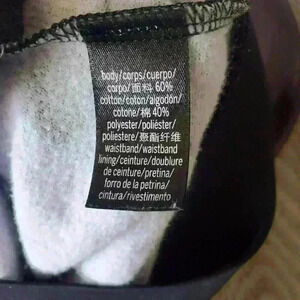 body/corps/cuerpo/
corpo/面料 60%
cotton/coton/algodón/
cotone/棉 40%
polyester/poliéster/
poliestere/聚酯纤维
waistband/waistband
lining/ceinture/doublure
de ceinture/pretina/
forro de la petrina/
cintura/rivestimento